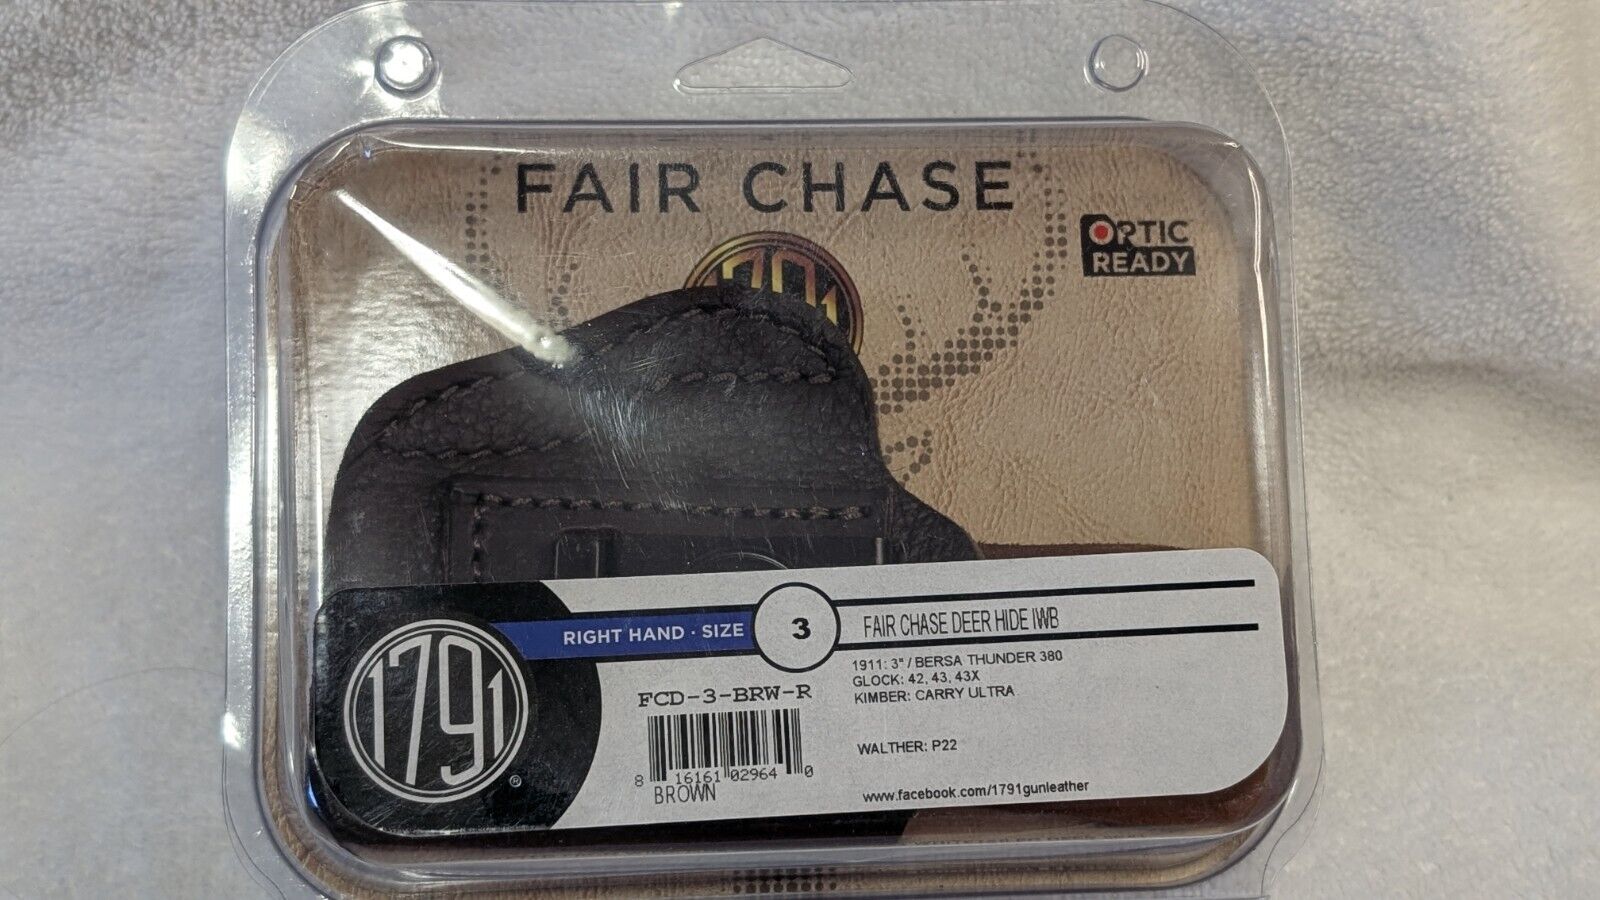 FAIR CHASE
OPTIC
READY
1791
RIGHT HAND · SIZE 3
FAIR CHASE DEER HIDE IWB
1911: 3" / BERSA THUNDER 380
GLOCK: 42, 43, 43X
KIMBER: CARRY ULTRA
WALTHER: P22
FCD-3-BRW-R
8 16161 02964 0
BROWN
www.facebook.com/1791gunleather
1791
®